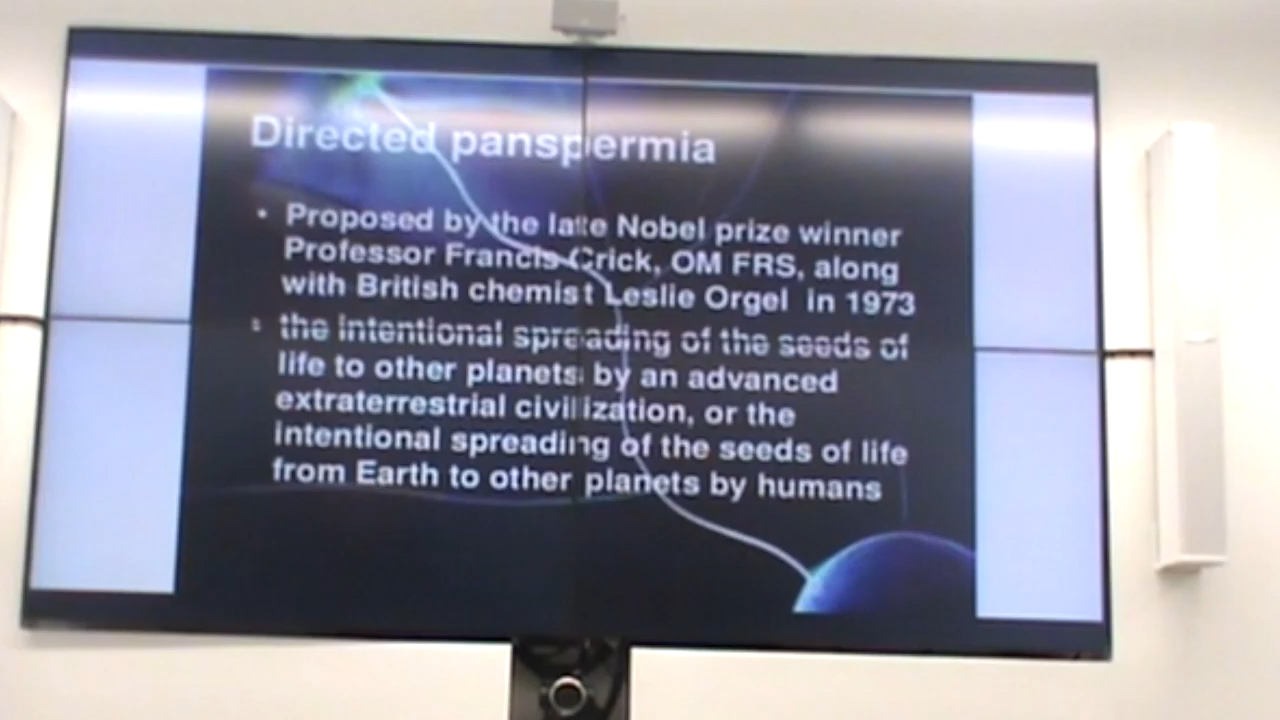 Directed panspermia
• Proposed by the late Nobel prize winner
Professor Francis Crick, OM FRS, along
with British chemist Leslie Orgel in 1973
• the intentional spreading of the seeds of
life to other planets by an advanced
extraterrestrial civilization, or the
intentional spreading of the seeds of life
from Earth to other planets by humans